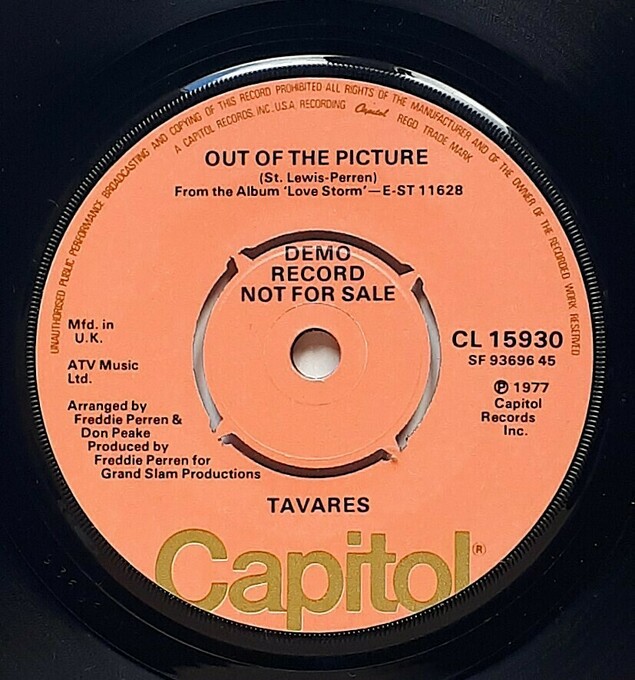 UNAUTHORISED PUBLIC PERFORMANCE BROADCASTING AND COPYING OF THIS RECORD PROHIBITED ALL RIGHTS OF THE MANUFACTURER AND OF THE OWNER OF THE RECORDED WORK RESERVED
A CAPITOL RECORDS, INC., U.S.A. RECORDING Capitol REGD TRADE MARK
OUT OF THE PICTURE
(St. Lewis-Perren)
From the Album 'Love Storm'—E-ST 11628
DEMO
RECORD
NOT FOR SALE
Mfd. in
U.K.
ATV Music
Ltd.
Arranged by
Freddie Perren &
Don Peake
Produced by
Freddie Perren for
Grand Slam Productions
CL 15930
SF 93696 45
Ⓟ 1977
Capitol
Records
Inc.
TAVARES
Capitol®